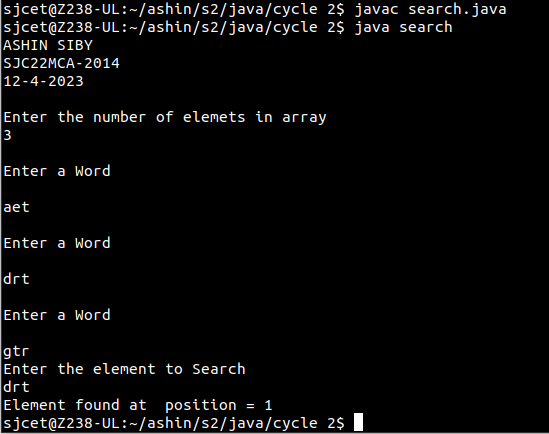 sjcet@Z238-UL:~/ashin/s2/java/cycle 2$ javac search.java
sjcet@Z238-UL:~/ashin/s2/java/cycle 2$ java search
ASHIN SIBY
SJC22MCA-2014
12-4-2023
Enter the number of elemets in array
3
Enter a Word
aet
Enter a Word
drt
Enter a Word
gtr
Enter the element to Search
drt
Element found at  position = 1
sjcet@Z238-UL:~/ashin/s2/java/cycle 2$